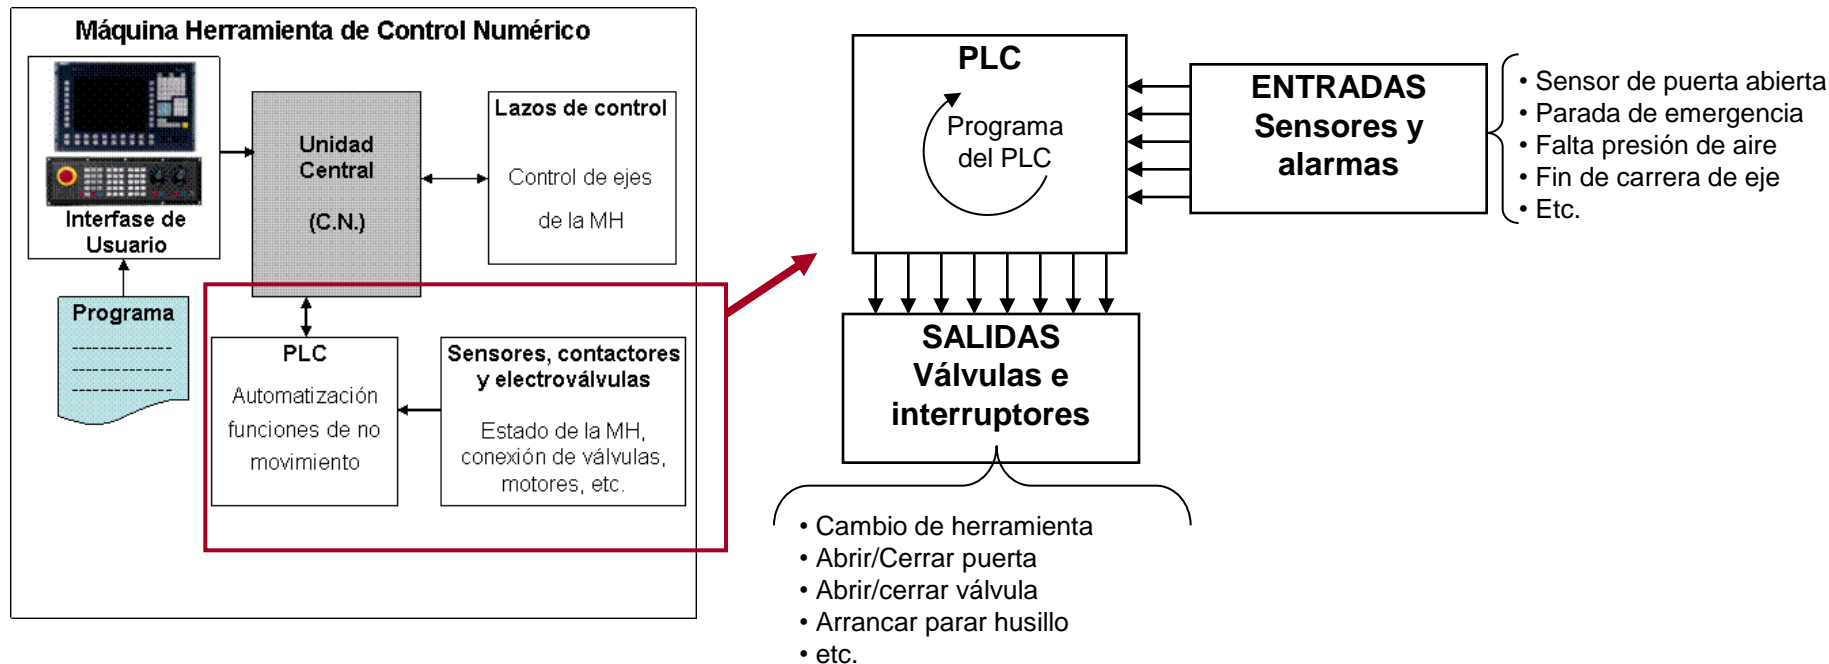 Máquina Herramienta de Control Numérico
Interfase de
Usuario
Programa
Unidad
Central
(C.N.)
Lazos de control
Control de ejes
de la MH
PLC
Automatización
funciones de no
movimiento
Sensores, contactores
y electroválvulas
Estado de la MH,
conexión de válvulas,
motores, etc.
PLC
Programa
del PLC
ENTRADAS
Sensores y
alarmas
• Sensor de puerta abierta
• Parada de emergencia
• Falta presión de aire
• Fin de carrera de eje
• Etc.
SALIDAS
Válvulas e
interruptores
• Cambio de herramienta
• Abrir/Cerrar puerta
• Abrir/cerrar válvula
• Arrancar parar husillo
• etc.